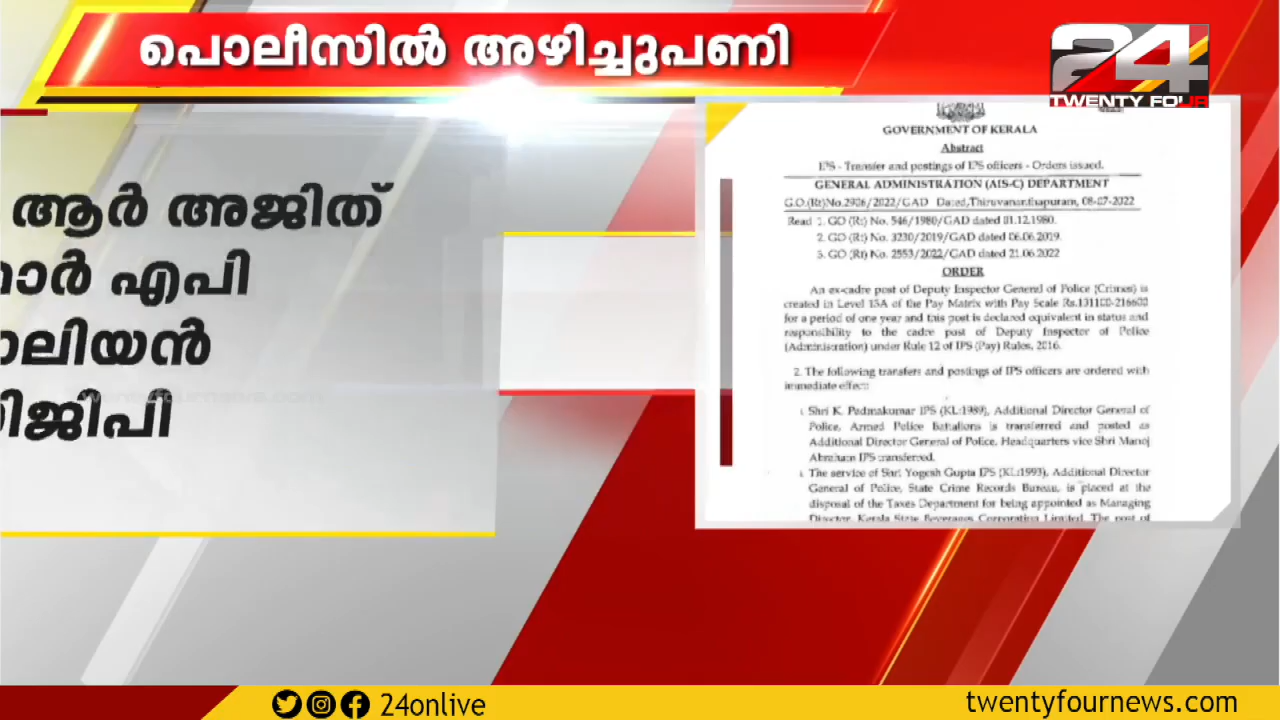 പൊലീസിൽ അഴിച്ചുപണി
24
TWENTY FOUR
ആർ അജിത്
എപി
GOVERNMENT OF KERALA
Abstract
IPS - Transfer and postings of IPS officers - Orders issued.
GENERAL ADMINISTRATION (AIS-C) DEPARTMENT
G.O.(Rt)No.2906/2022/GAD Dated,Thiruvananthapuram, 08-07-2022
Read 1. GO (Rt) No. 546/1980/GAD dated 01.12.1980.
2. GO (Rt) No. 3230/2019/GAD dated 06.06.2019.
3. GO (Rt) No. 2553/2022/GAD dated 21.06.2022
ORDER
An ex-cadre post of Deputy Inspector General of Police (Crimes) is
created in Level 13A of the Pay Matrix with Pay Scale Rs.131100-216600
for a period of one year and this post is declared equivalent in status and
responsibility to the cadre post of Deputy Inspector of Police
(Administration) under Rule 12 of IPS (Pay) Rules, 2016.
2. The following transfers and postings of IPS officers are ordered with
immediate effect:
i. Shri K. Padmakumar IPS (KL:1989), Additional Director General of
Police, Armed Police Battalions is transferred and posted as
Additional Director General of Police, Headquarters vice Shri Manoj
Abraham IPS transferred.
The service of Shri Yogesh Gupta IPS (KL:1993), Additional Director
General of Police, State Crime Records Bureau, is placed at the
disposal of the Taxes Department for being appointed as Managing
Director, Kerala State Beverages Corporation Limited. The post of
24onlive
twentyfournews.com